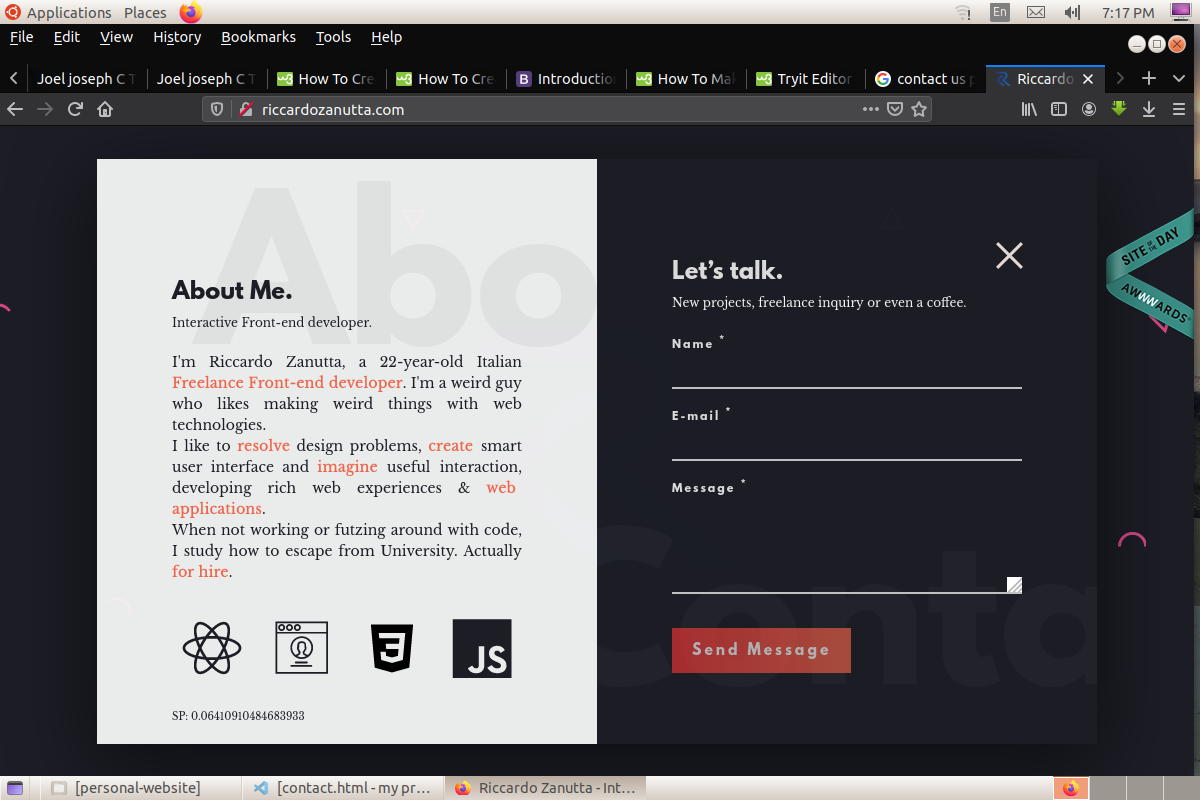 Applications Places En 7:17 PM
File Edit View History Bookmarks Tools Help
Joel joseph C T Joel joseph C T How To Cre How To Cre Introductio How To Mak Tryit Editor contact us p Riccardo
riccardozanutta.com
Abo
SITE OF THE DAY
AWWWARDS
About Me.
Interactive Front-end developer.
I'm Riccardo Zanutta, a 22-year-old Italian
Freelance Front-end developer. I'm a weird guy
who likes making weird things with web
technologies.
I like to resolve design problems, create smart
user interface and imagine useful interaction,
developing rich web experiences & web
applications.
When not working or futzing around with code,
I study how to escape from University. Actually
for hire.
JS
SP: 0.06410910484683933
Let's talk.
New projects, freelance inquiry or even a coffee.
Name *
E-mail *
Message *
Conta
Send Message
[personal-website] [contact.html - my pr... Riccardo Zanutta - Int...